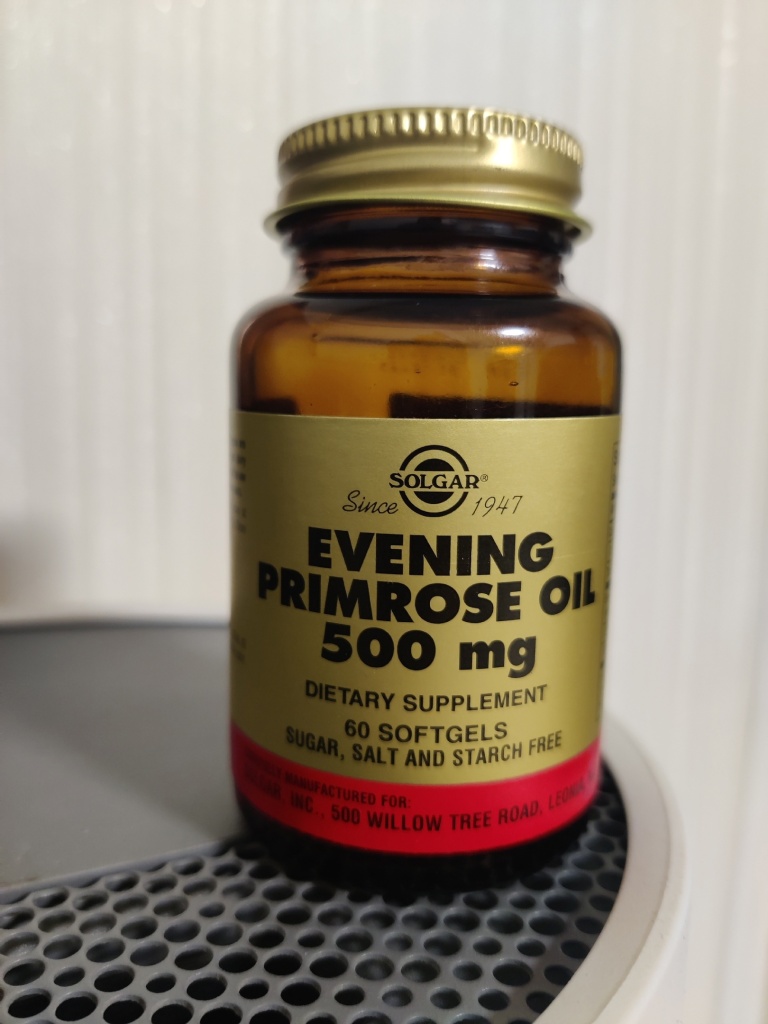 SOLGAR®
Since 1947
EVENING
PRIMROSE OIL
500 mg
DIETARY SUPPLEMENT
60 SOFTGELS
SUGAR, SALT AND STARCH FREE
MANUFACTURED FOR:
SOLGAR, INC., 500 WILLOW TREE ROAD,